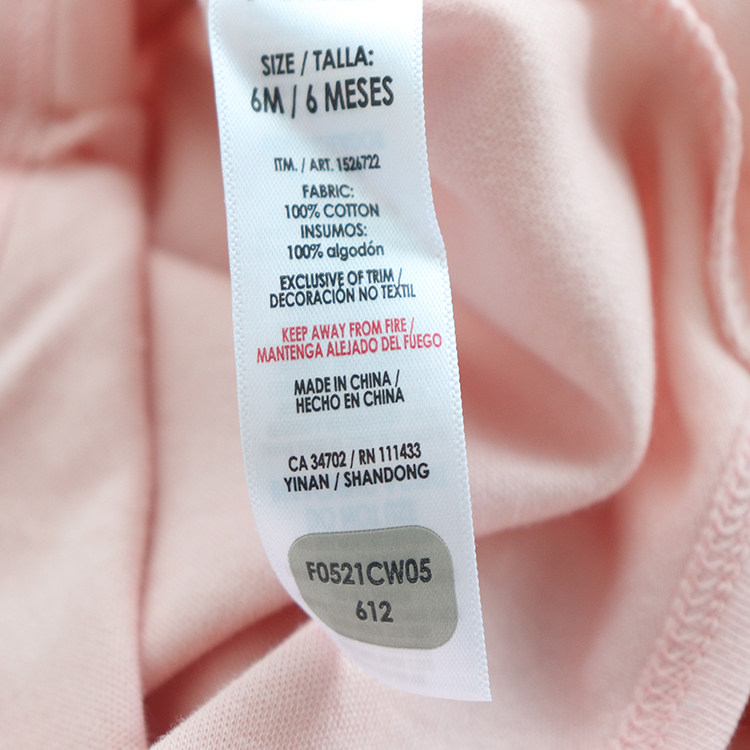 SIZE / TALLA:
6M / 6 MESES
ITM. / ART. 1526722
FABRIC:
100% COTTON
INSUMOS:
100% algodón
EXCLUSIVE OF TRIM /
DECORACIÓN NO TEXTIL
KEEP AWAY FROM FIRE /
MANTENGA ALEJADO DEL FUEGO
MADE IN CHINA /
HECHO EN CHINA
CA 34702 / RN 111433
YINAN / SHANDONG
F0521CW05
612